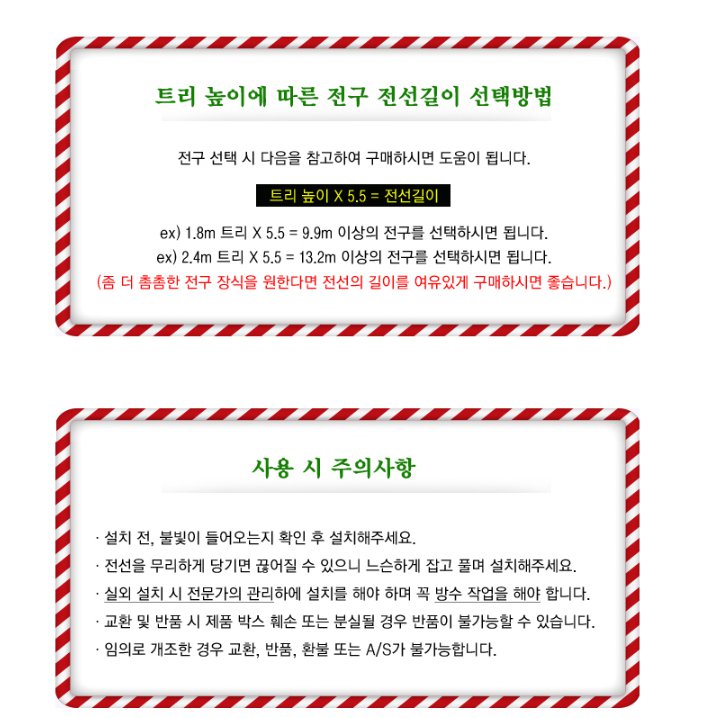 트리 높이에 따른 전구 전선길이 선택방법
전구 선택 시 다음을 참고하여 구매하시면 도움이 됩니다.
트리 높이 X 5.5 = 전선길이
ex) 1.8m 트리 X 5.5 = 9.9m 이상의 전구를 선택하시면 됩니다.
ex) 2.4m 트리 X 5.5 = 13.2m 이상의 전구를 선택하시면 됩니다.
(좀 더 촘촘한 전구 장식을 원한다면 전선의 길이를 여유있게 구매하시면 좋습니다.)
사용 시 주의사항
· 설치 전, 불빛이 들어오는지 확인 후 설치해주세요.
· 전선을 무리하게 당기면 끊어질 수 있으니 느슨하게 잡고 풀며 설치해주세요.
· 실외 설치 시 전문가의 관리하에 설치를 해야 하며 꼭 방수 작업을 해야 합니다.
· 교환 및 반품 시 제품 박스 훼손 또는 분실될 경우 반품이 불가능할 수 있습니다.
· 임의로 개조한 경우 교환, 반품, 환불 또는 A/S가 불가능합니다.